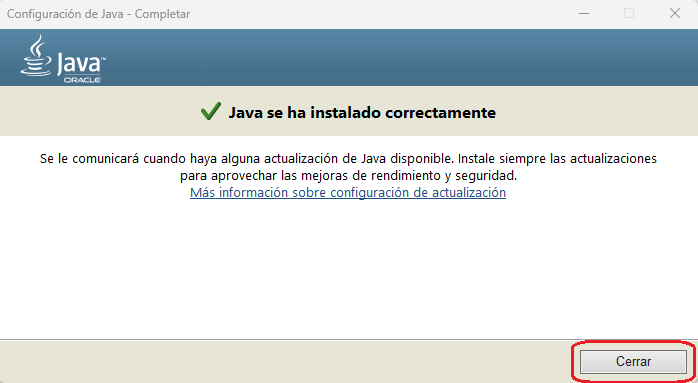 Configuración de Java - Completar
Java™
ORACLE
Java se ha instalado correctamente
Se le comunicará cuando haya alguna actualización de Java disponible. Instale siempre las actualizaciones
para aprovechar las mejoras de rendimiento y seguridad.
Más información sobre configuración de actualización
Cerrar